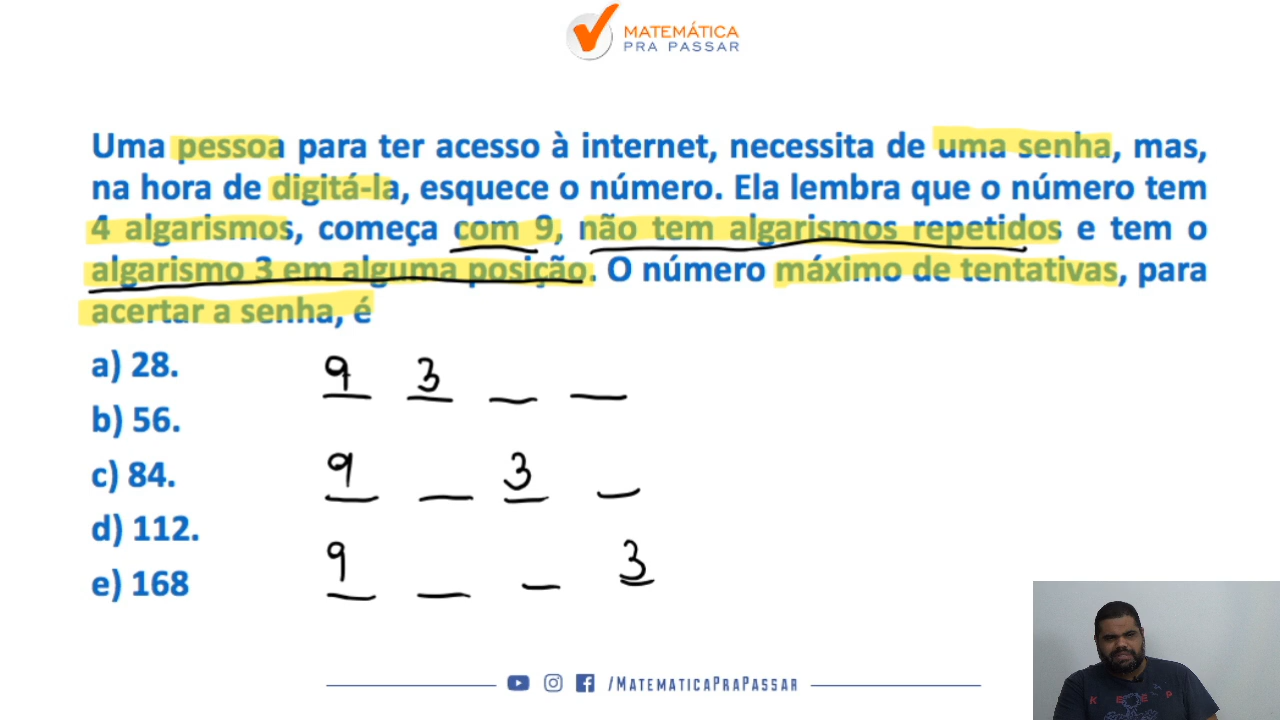 MATEMÁTICA
PRA PASSAR
Uma pessoa para ter acesso à internet, necessita de uma senha, mas,
na hora de digitá-la, esquece o número. Ela lembra que o número tem
4 algarismos, começa com 9, não tem algarismos repetidos e tem o
algarismo 3 em alguma posição. O número máximo de tentativas, para
acertar a senha, é
a) 28.
9 3 _ _
b) 56.
c) 84.
9 _ 3 _
d) 112.
e) 168
9 _ _ 3
KEEP
/MATEMATICAPRAPASSAR